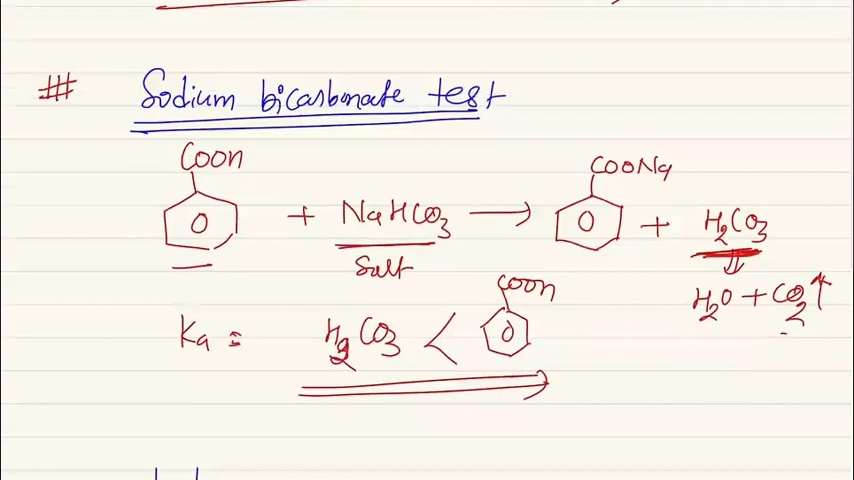 # Sodium bicarbonate test
COOH COONa
+ NaHCO3 → + H2CO3
Salt ⇓
H2O + CO2↑
COOH
Ka = H2CO3 <